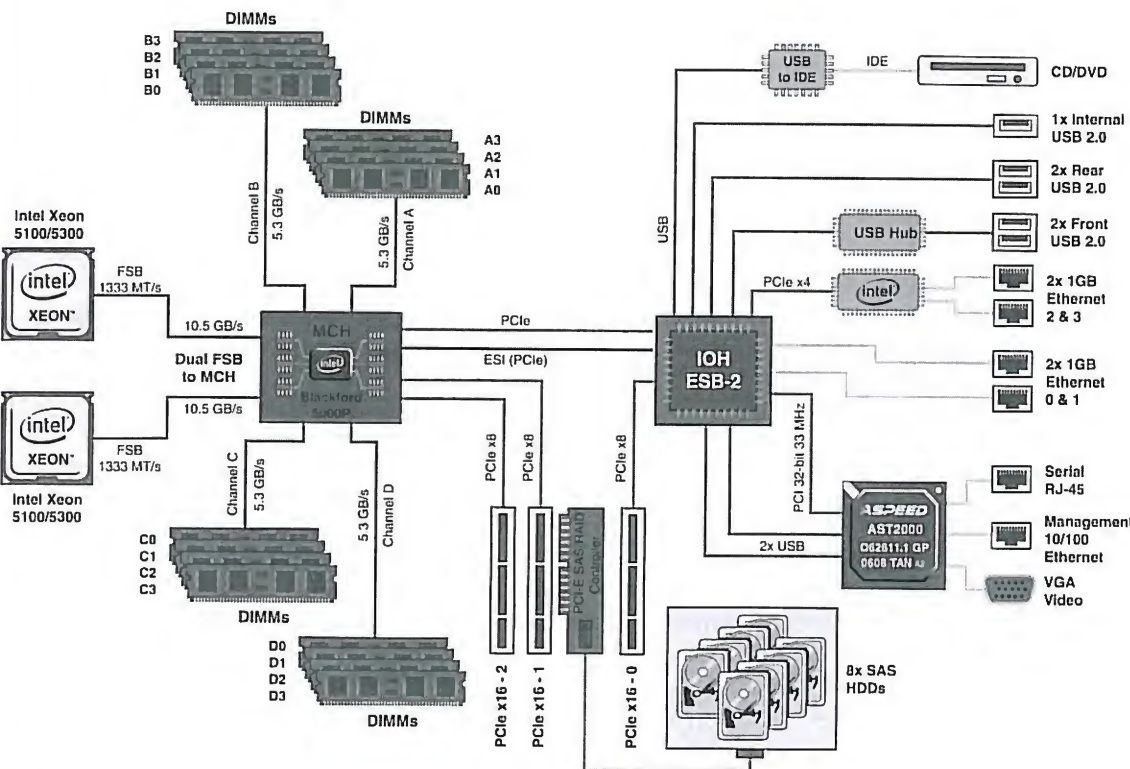 DIMMs
B3
B2
B1
B0
DIMMs
A3
A2
A1
A0
Channel B
5.3 GB/s
5.3 GB/s
Channel A
USB
to IDE
IDE
CD/DVD
1x Internal
USB 2.0
2x Rear
USB 2.0
USB
USB Hub
2x Front
USB 2.0
PCIe x4
intel
2x 1GB
Ethernet
2 & 3
2x 1GB
Ethernet
0 & 1
Intel Xeon
5100/5300
intel
XEON™
FSB
1333 MT/s
10.5 GB/s
Dual FSB
to MCH
10.5 GB/s
intel
XEON™
FSB
1333 MT/s
Intel Xeon
5100/5300
MCH
intel
Blackford
5000P
PCIe
ESI (PCIe)
IOH
ESB-2
PCIe x8
PCIe x8
PCIe x8
PCI 32-bit 33 MHz
2x USB
ASPEED
AST2000
0608 TAN A2
Serial
RJ-45
Management
10/100
Ethernet
VGA
Video
Channel C
5.3 GB/s
5.3 GB/s
Channel D
C0
C1
C2
C3
DIMMs
D0
D1
D2
D3
DIMMs
PCIe x16 - 2
PCIe x16 - 1
PCI-E SAS RAID
Controller
PCIe x16 - 0
8x SAS
HDDs